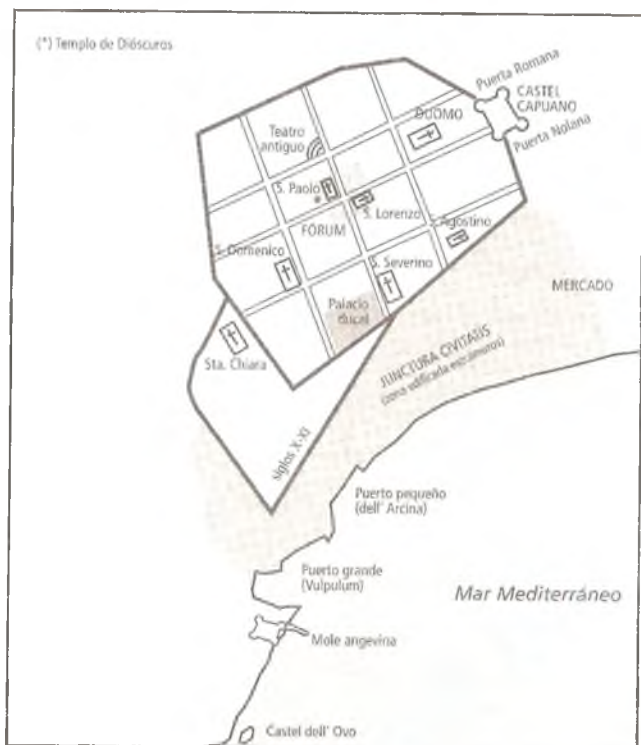 (*) Templo de Dióscuros
Puerta Romana
CASTEL
CAPUANO
Puerta Nolana
DUOMO
Teatro
antiguo
S. Paolo
S. Lorenzo
S. Agostino
FORUM
S. Domenico
S. Severino
MERCADO
Palacio
ducal
Sta. Chiara
JUNCTURA CIVITATIS
(zona edificada extramuros)
siglos X-XI
Puerto pequeño
(dell' Arcina)
Puerto grande
(Vulpulum)
Mar Mediterráneo
Mole angevina
Castel dell' Ovo